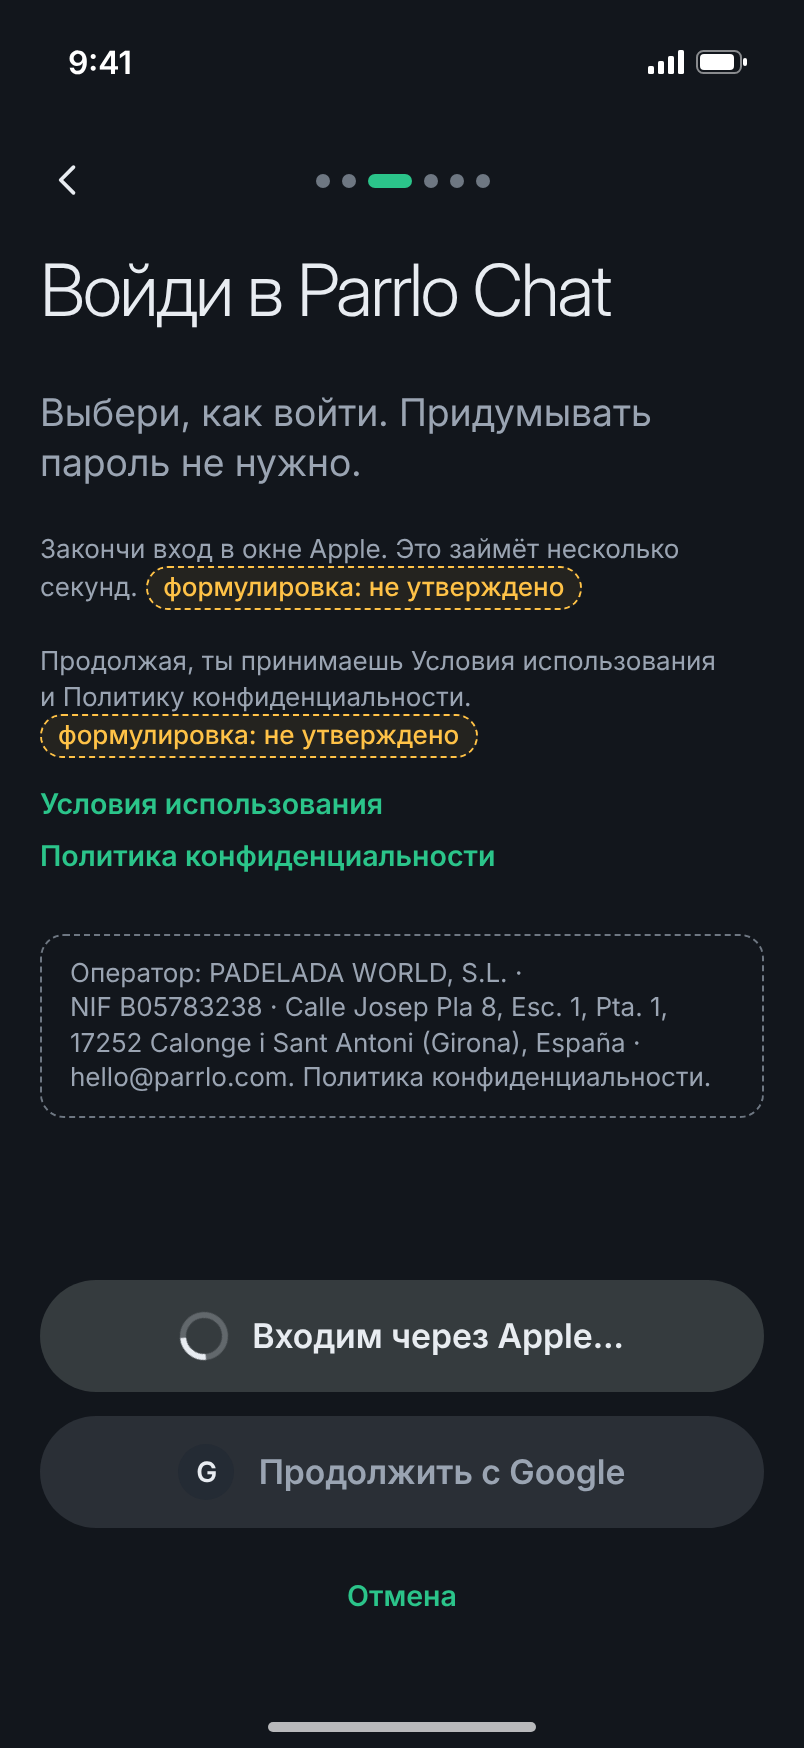 9:41
Войди в Parrlo Chat
Выбери, как войти. Придумывать
пароль не нужно.
Закончи вход в окне Apple. Это займёт несколько
секунд. формулировка: не утверждено
Продолжая, ты принимаешь Условия использования
и Политику конфиденциальности.
формулировка: не утверждено
Условия использования
Политика конфиденциальности
Оператор: PADELADA WORLD, S.L. ·
NIF B05783238 · Calle Josep Pla 8, Esc. 1, Pta. 1,
17252 Calonge i Sant Antoni (Girona), España ·
hello@parrlo.com. Политика конфиденциальности.
Входим через Apple…
G Продолжить с Google
Отмена